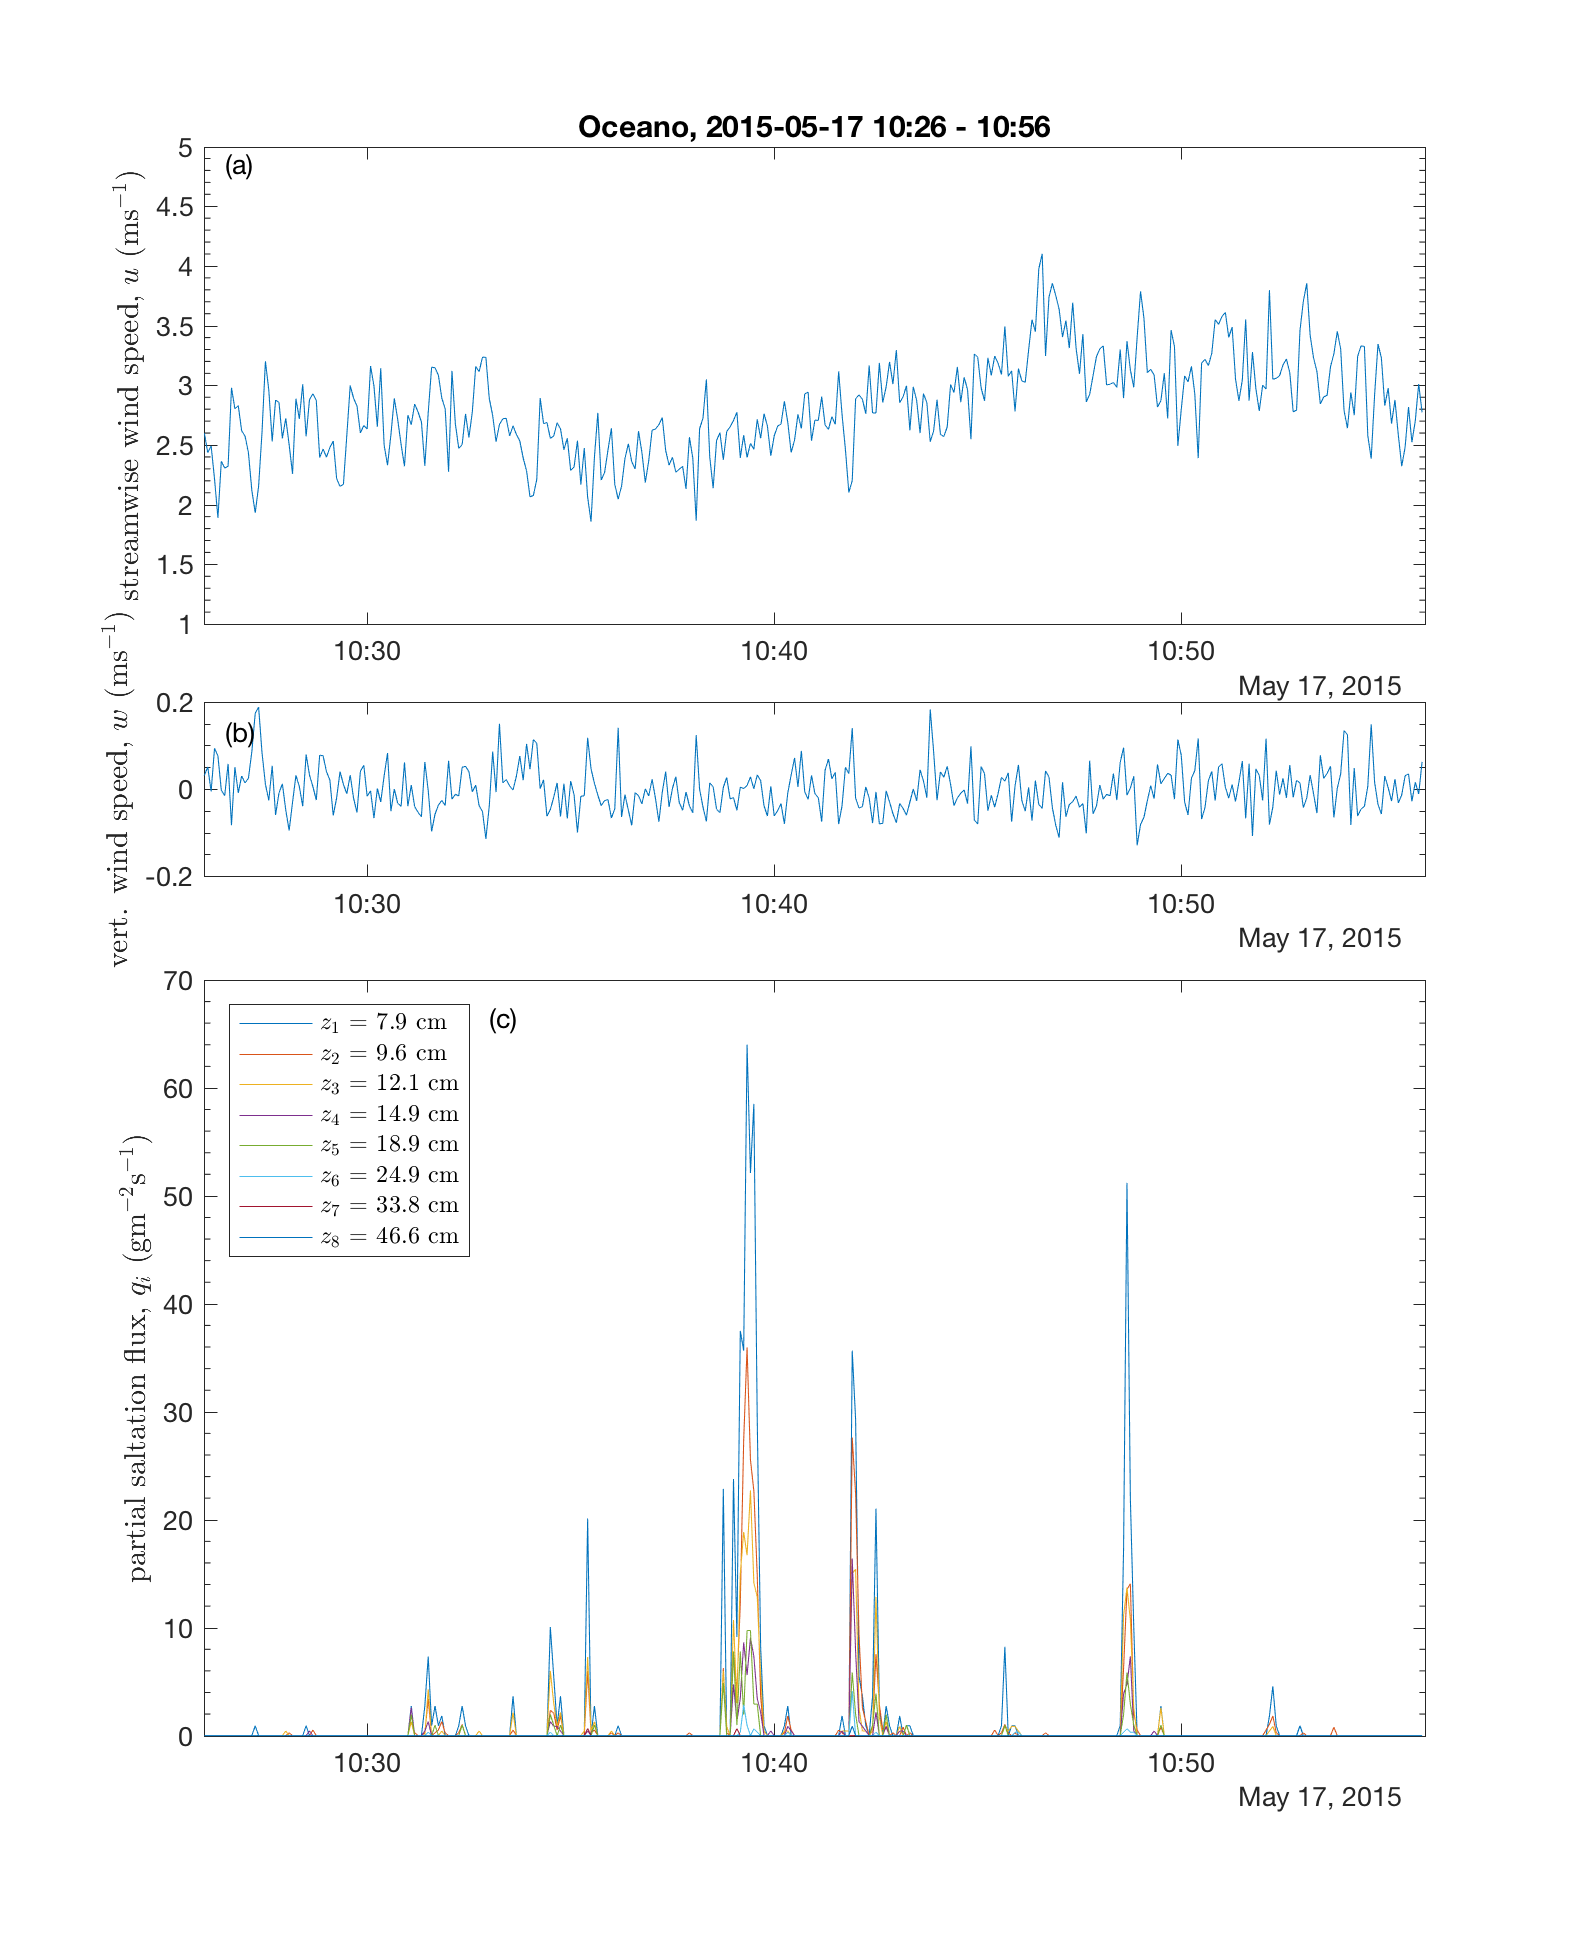 Oceano, 2015-05-17 10:26 - 10:56
(a)
streamwise wind speed, u (ms⁻¹)
5
4.5
4
3.5
3
2.5
2
1.5
1
10:30 10:40 10:50
May 17, 2015
(b)
vert. wind speed, w (ms⁻¹)
0.2
0
-0.2
10:30 10:40 10:50
May 17, 2015
(c)
partial saltation flux, qᵢ (gm⁻²s⁻¹)
70
60
50
40
30
20
10
0
z₁ = 7.9 cm
z₂ = 9.6 cm
z₃ = 12.1 cm
z₄ = 14.9 cm
z₅ = 18.9 cm
z₆ = 24.9 cm
z₇ = 33.8 cm
z₈ = 46.6 cm
10:30 10:40 10:50
May 17, 2015